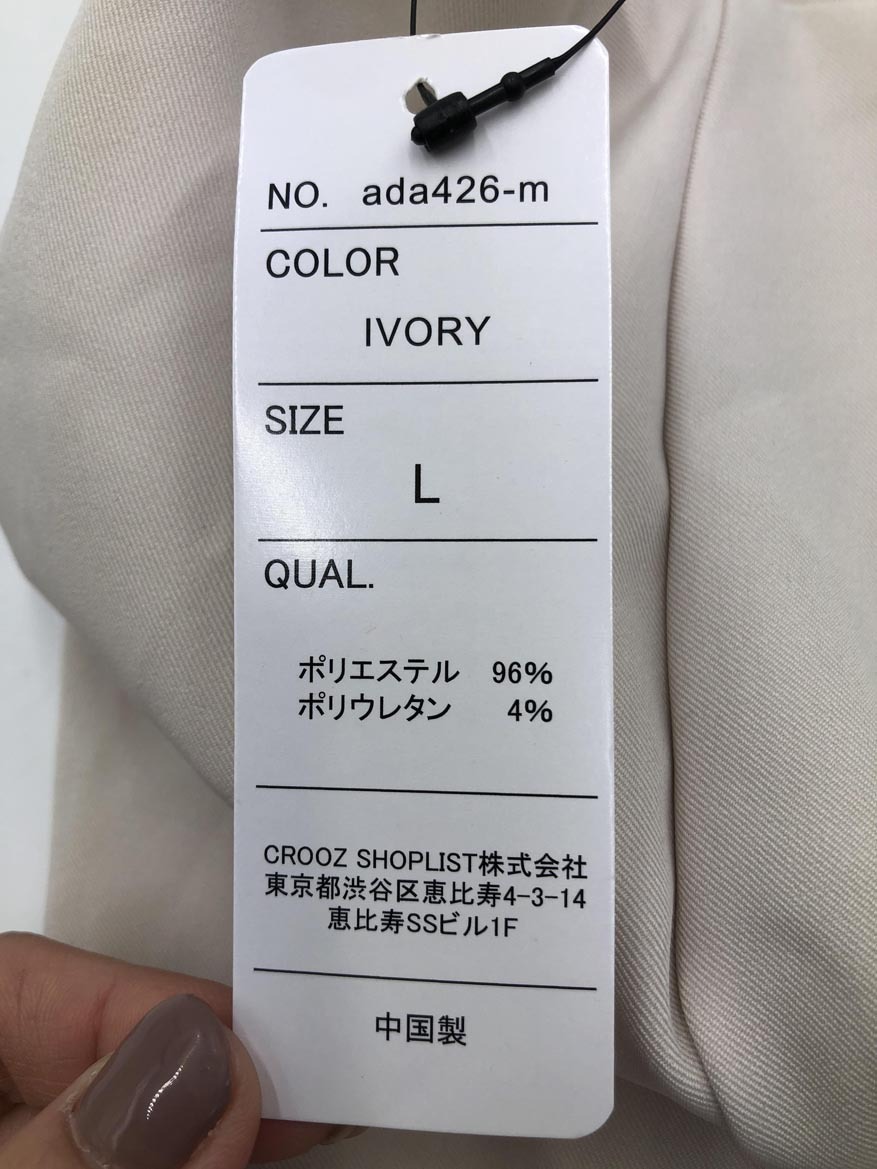 NO. ada426-m
COLOR
IVORY
SIZE
L
QUAL.
ポリエステル 96%
ポリウレタン 4%
CROOZ SHOPLIST株式会社
東京都渋谷区恵比寿4-3-14
恵比寿SSビル1F
中国製